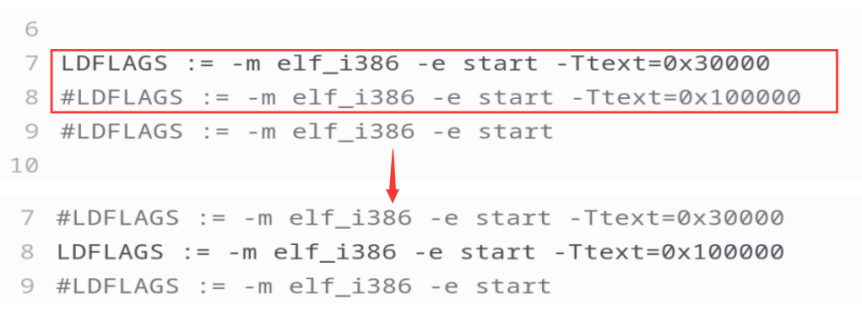 6
7 LDFLAGS := -m elf_i386 -e start -Ttext=0x30000
8 #LDFLAGS := -m elf_i386 -e start -Ttext=0x100000
9 #LDFLAGS := -m elf_i386 -e start
10
7 #LDFLAGS := -m elf_i386 -e start -Ttext=0x30000
8 LDFLAGS := -m elf_i386 -e start -Ttext=0x100000
9 #LDFLAGS := -m elf_i386 -e start